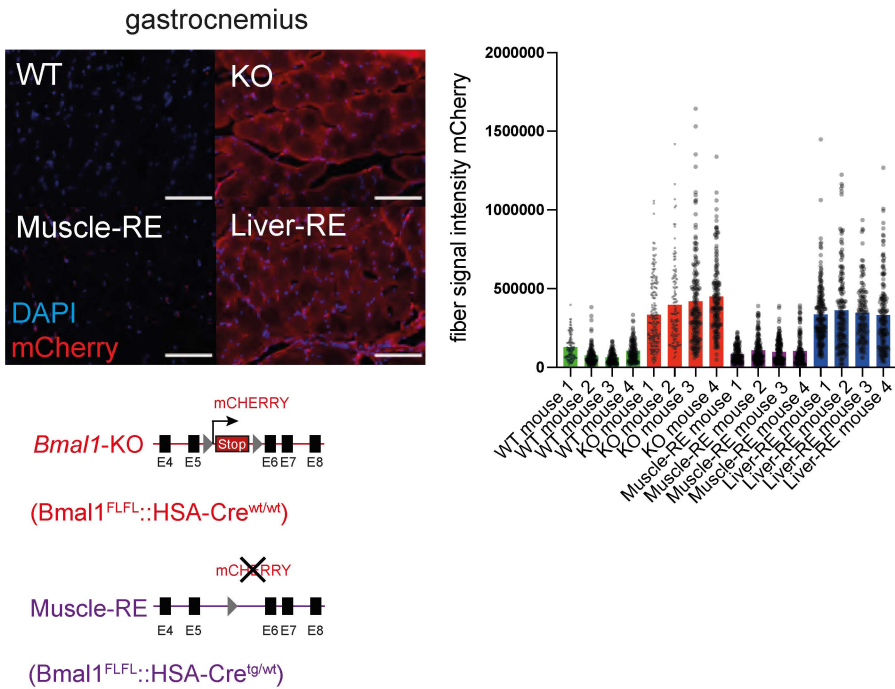 gastrocnemius
WT
KO
Muscle-RE
Liver-RE
DAPI
mCherry
fiber signal intensity mCherry
2000000
1500000
1000000
500000
0
WT mouse 1
WT mouse 2
WT mouse 3
WT mouse 4
KO mouse 1
KO mouse 2
KO mouse 3
KO mouse 4
Muscle-RE mouse 1
Muscle-RE mouse 2
Muscle-RE mouse 3
Muscle-RE mouse 4
Liver-RE mouse 1
Liver-RE mouse 2
Liver-RE mouse 3
Liver-RE mouse 4
mCHERRY
Bmal1-KO
Stop
E4 E5 E6 E7 E8
(Bmal1FLFL::HSA-Crewt/wt)
mCHERRY
Muscle-RE
E4 E5 E6 E7 E8
(Bmal1FLFL::HSA-Cretg/wt)